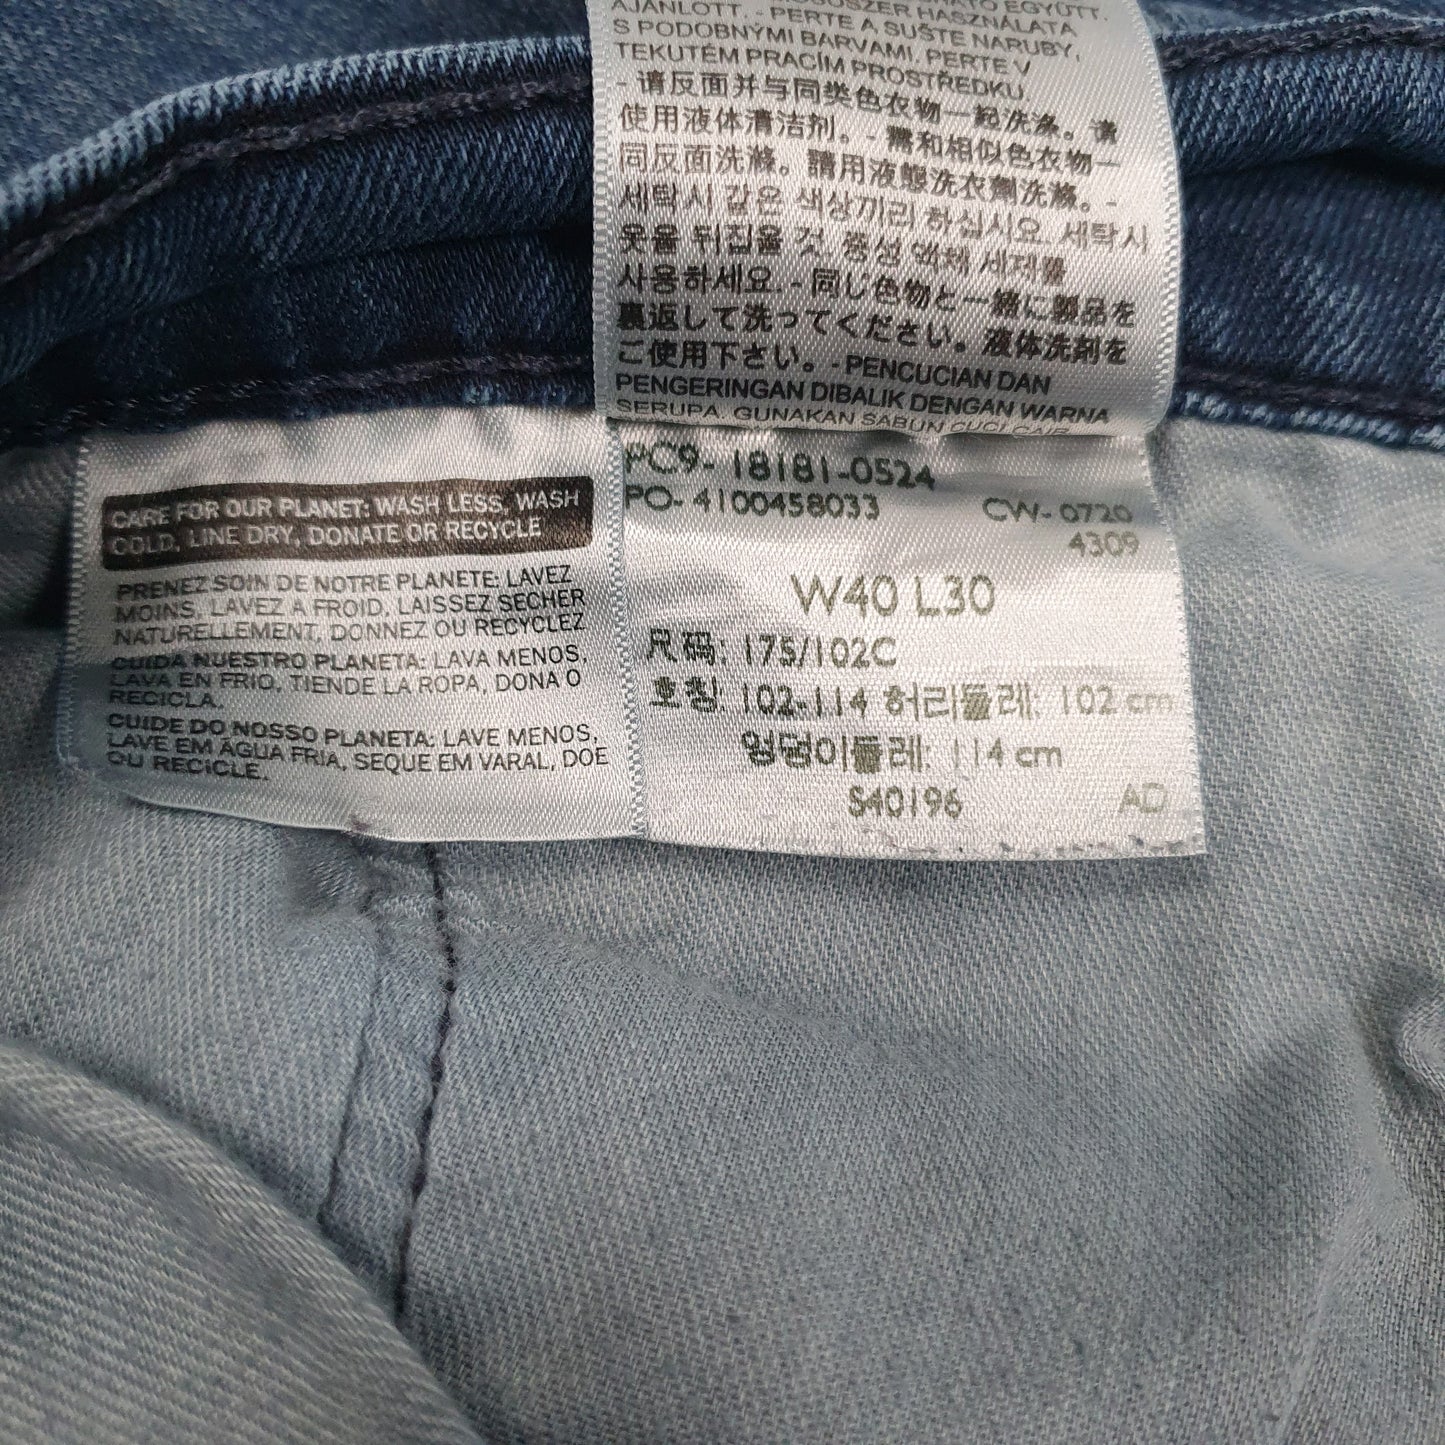 AJÁNLOTT. - PERTE A SUŠTE NARUBY,
S PODOBNÝMI BARVAMI. PERTE V
TEKUTÉM PRACÍM PROSTŘEDKU.
- 请反面并与同类色衣物一起洗涤。请
使用液体清洁剂。- 需和相似色衣物一
同反面洗滌。請用液態洗衣劑洗滌。-
세탁시 같은 색상끼리 하십시요. 세탁시
옷을 뒤집을 것. 중성 액체 세제를
사용하세요. - 同じ色物と一緒に製品を
裏返して洗ってください。液体洗剤を
ご使用下さい。- PENCUCIAN DAN
PENGERINGAN DIBALIK DENGAN WARNA
SERUPA. GUNAKAN SABUN CUCI CAIR
CARE FOR OUR PLANET: WASH LESS, WASH
COLD, LINE DRY, DONATE OR RECYCLE
PRENEZ SOIN DE NOTRE PLANETE: LAVEZ
MOINS, LAVEZ A FROID, LAISSEZ SECHER
NATURELLEMENT, DONNEZ OU RECYCLEZ
CUIDA NUESTRO PLANETA: LAVA MENOS,
LAVA EN FRIO, TIENDE LA ROPA, DONA O
RECICLA.
CUIDE DO NOSSO PLANETA: LAVE MENOS,
LAVE EM ÁGUA FRIA, SEQUE EM VARAL, DOE
OU RECICLE.
PC9- 18181-0524
PO- 4100458033 CW- 0720
4309
W40 L30
尺码: 175/102C
호칭: 102-114 허리둘레: 102 cm
엉덩이둘레: 114 cm
S40196 AD